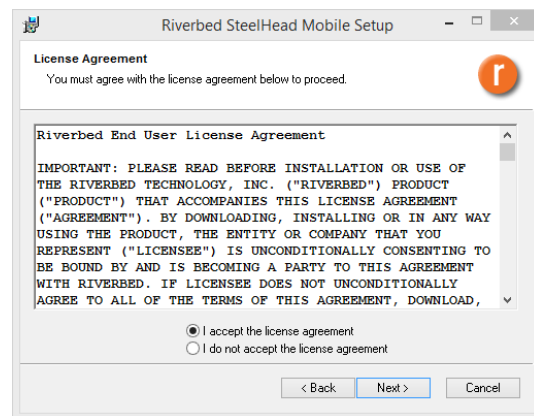 Riverbed SteelHead Mobile Setup
License Agreement
You must agree with the license agreement below to proceed.
r
Riverbed End User License Agreement
IMPORTANT: PLEASE READ BEFORE INSTALLATION OR USE OF
THE RIVERBED TECHNOLOGY, INC. ("RIVERBED") PRODUCT
("PRODUCT") THAT ACCOMPANIES THIS LICENSE AGREEMENT
("AGREEMENT"). BY DOWNLOADING, INSTALLING OR IN ANY WAY
USING THE PRODUCT, THE ENTITY OR COMPANY THAT YOU
REPRESENT ("LICENSEE") IS UNCONDITIONALLY CONSENTING TO
BE BOUND BY AND IS BECOMING A PARTY TO THIS AGREEMENT
WITH RIVERBED. IF LICENSEE DOES NOT UNCONDITIONALLY
AGREE TO ALL OF THE TERMS OF THIS AGREEMENT, DOWNLOAD,
I accept the license agreement
I do not accept the license agreement
< Back
Next >
Cancel